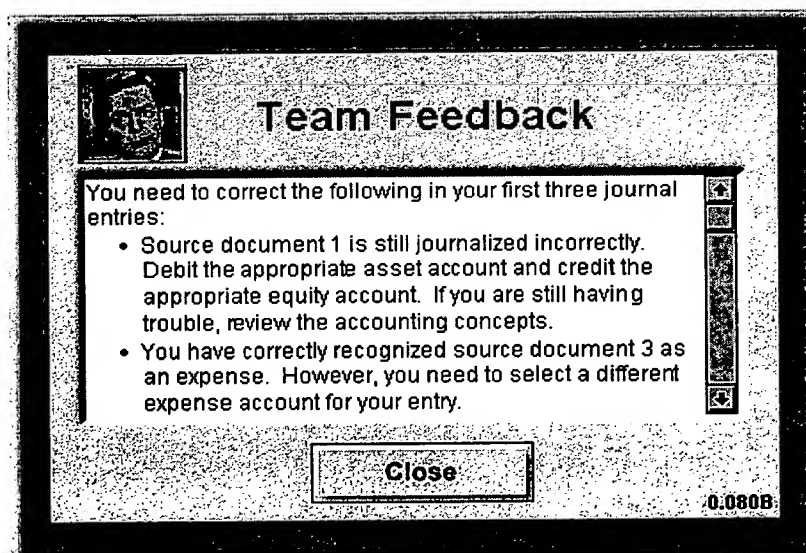 Team Feedback
You need to correct the following in your first three journal
entries:
• Source document 1 is still journalized incorrectly.
Debit the appropriate asset account and credit the
appropriate equity account. If you are still having
trouble, review the accounting concepts.
• You have correctly recognized source document 3 as
an expense. However, you need to select a different
expense account for your entry.
Close
0.080B